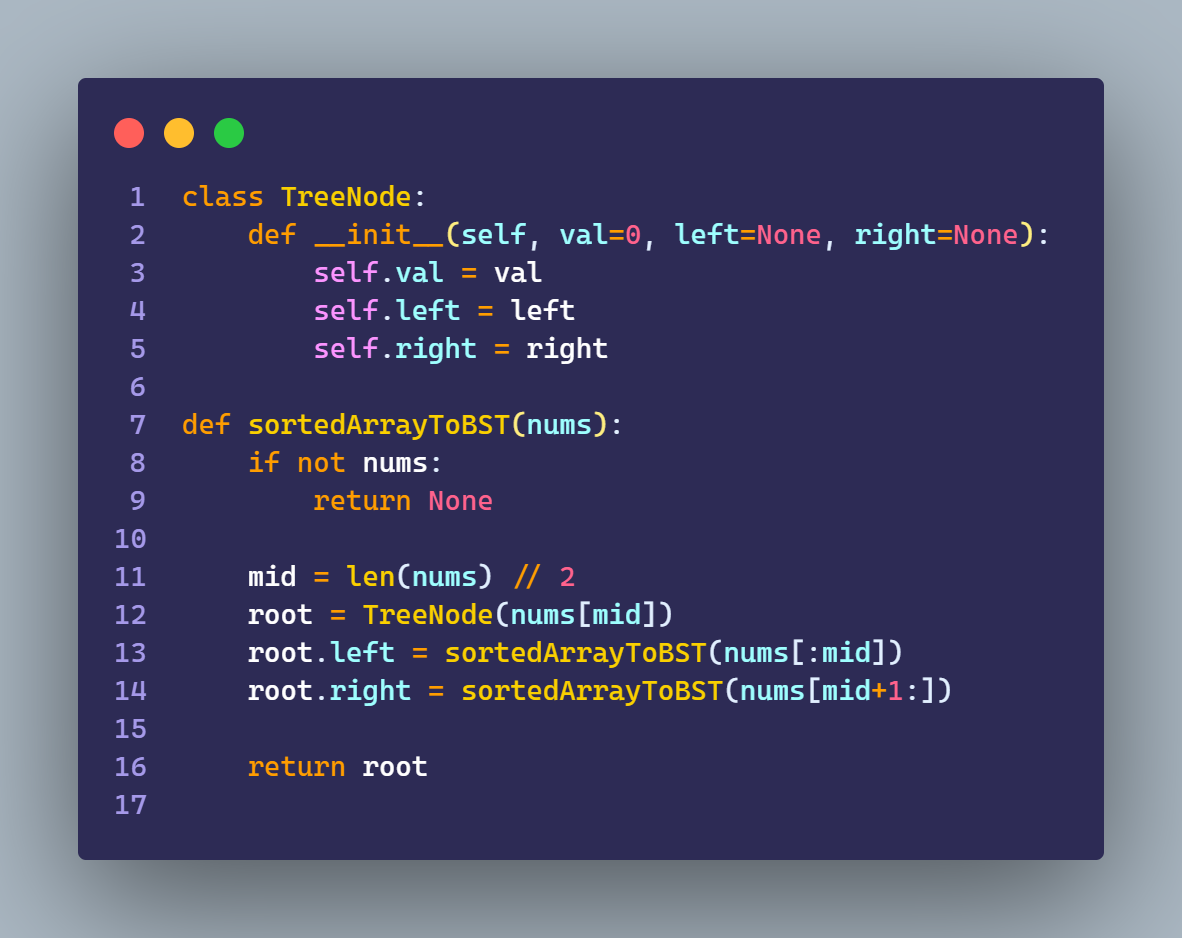 1 class TreeNode:
2     def __init__(self, val=0, left=None, right=None):
3         self.val = val
4         self.left = left
5         self.right = right
6
7 def sortedArrayToBST(nums):
8     if not nums:
9         return None
10
11     mid = len(nums) // 2
12     root = TreeNode(nums[mid])
13     root.left = sortedArrayToBST(nums[:mid])
14     root.right = sortedArrayToBST(nums[mid+1:])
15
16     return root
17